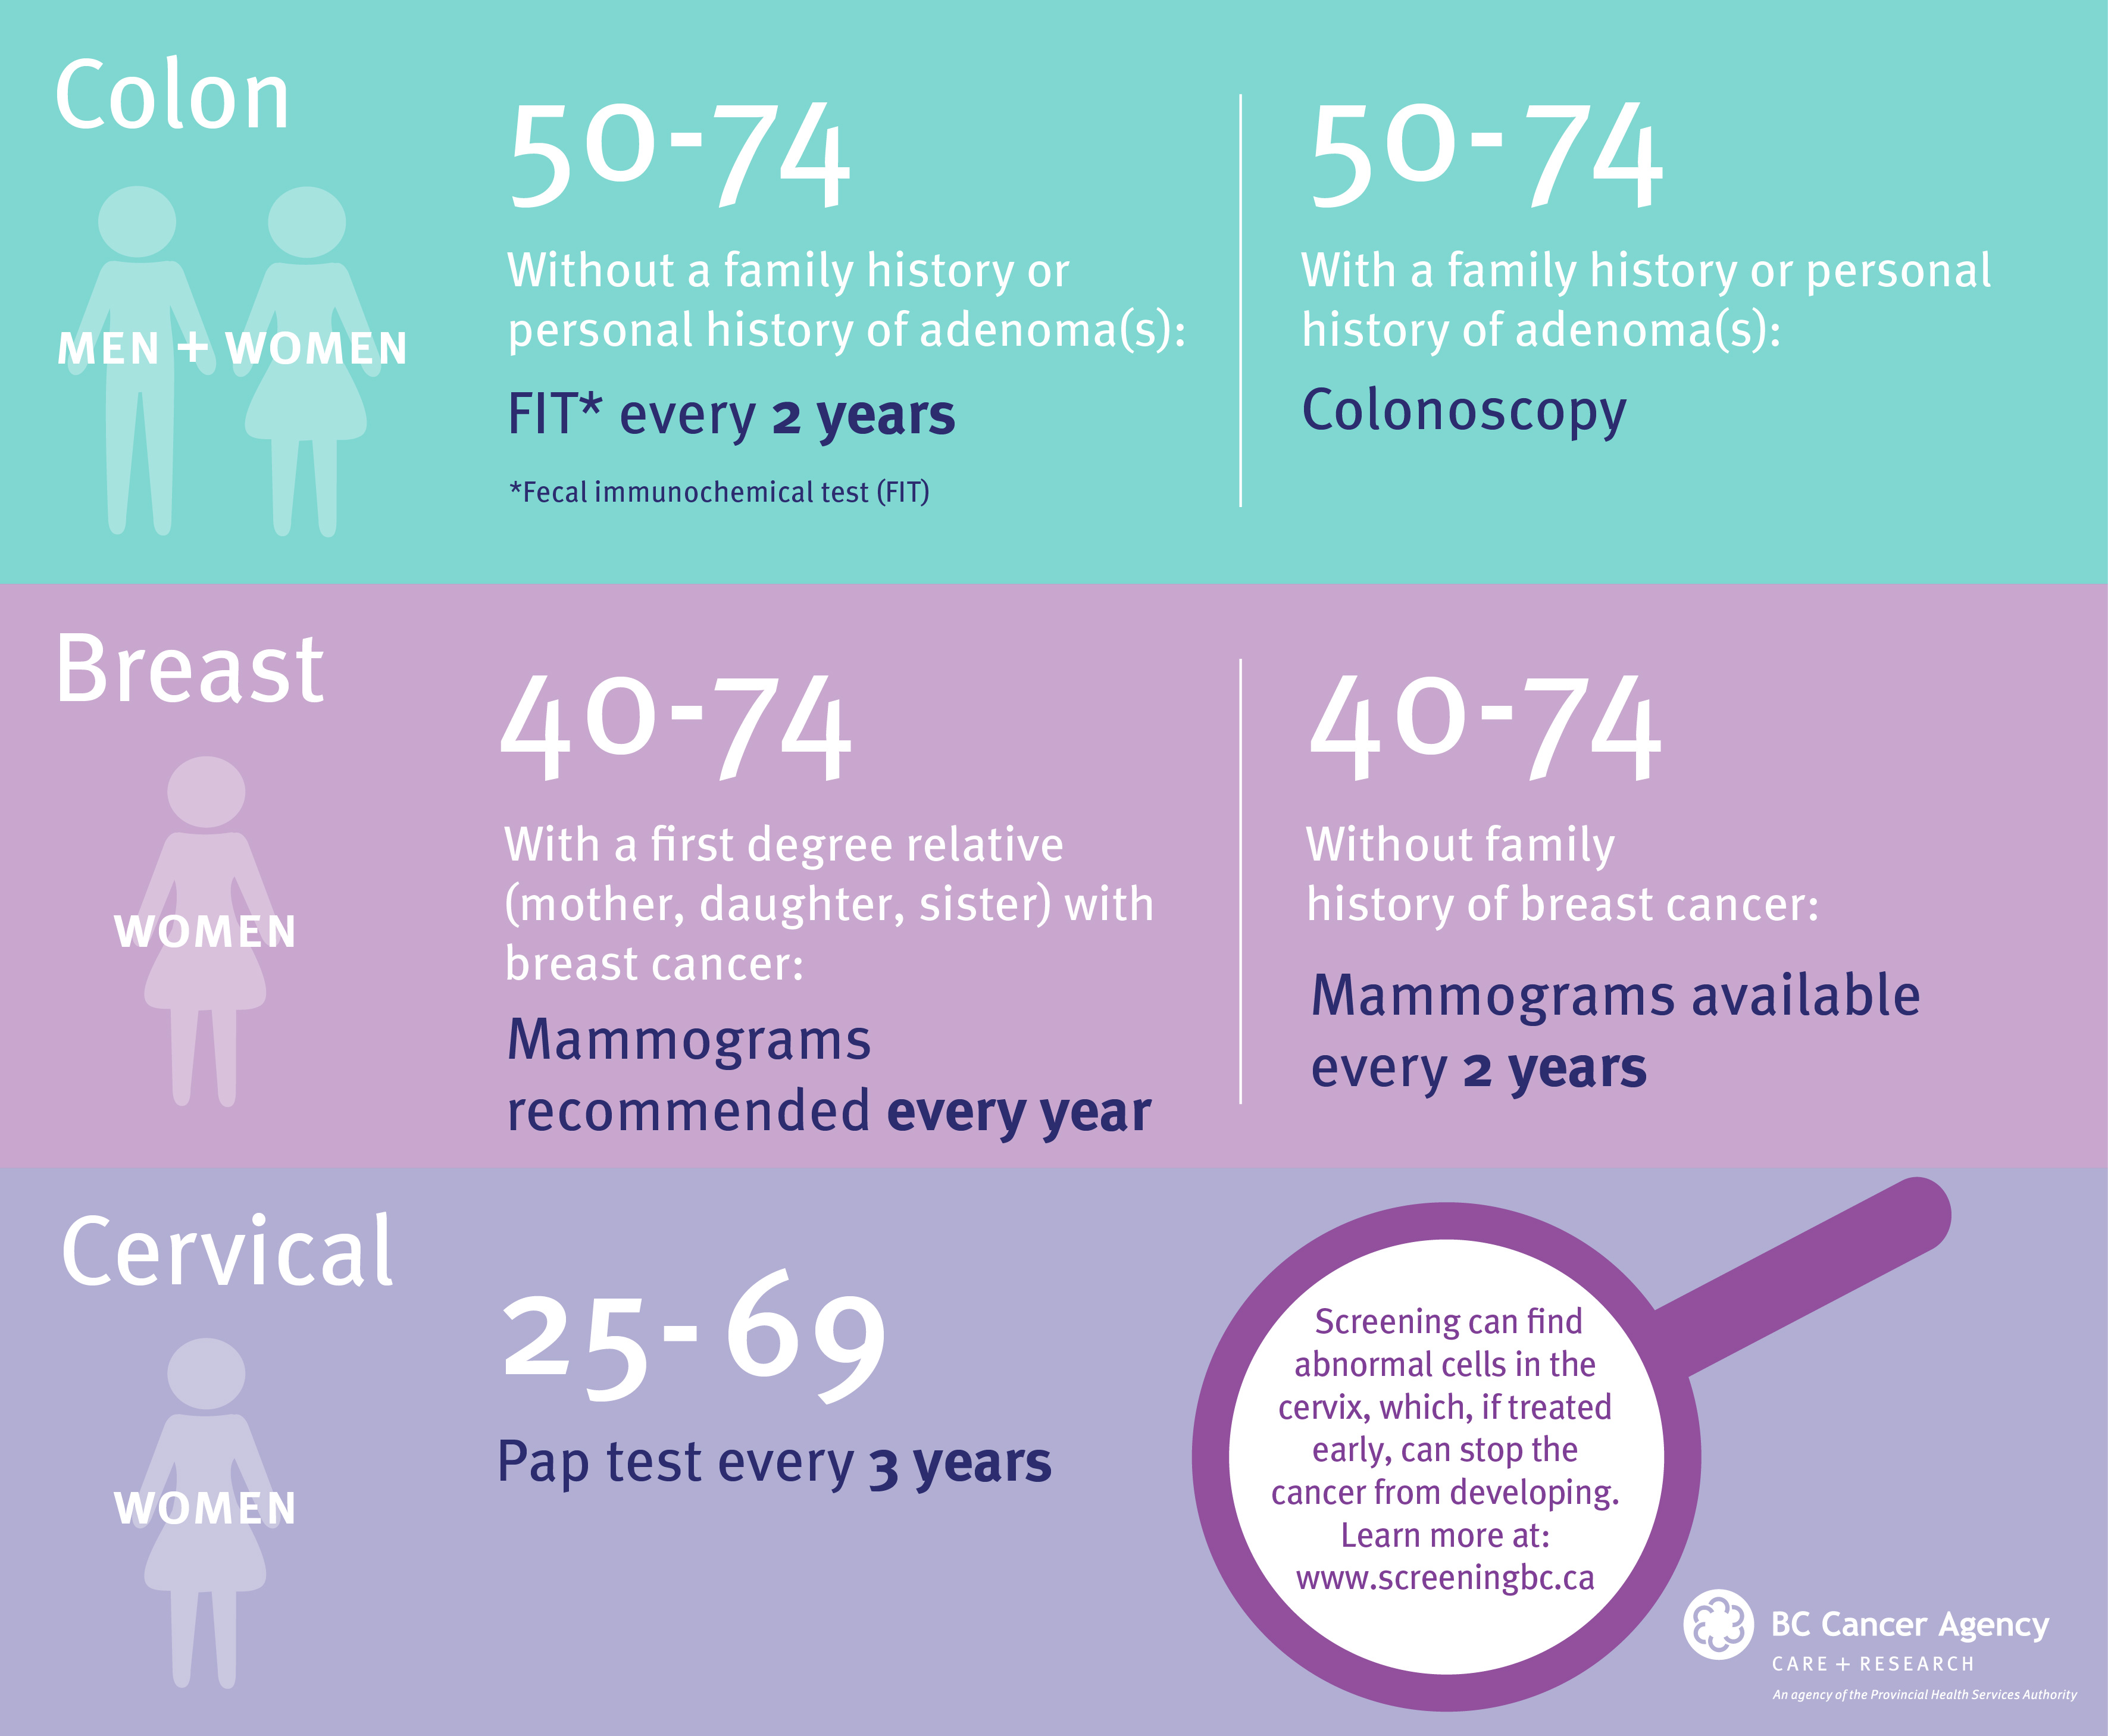 Colon
MEN + WOMEN
50-74
Without a family history or
personal history of adenoma(s):
FIT* every 2 years
*Fecal immunochemical test (FIT)
50-74
With a family history or personal
history of adenoma(s):
Colonoscopy
Breast
WOMEN
40-74
With a first degree relative
(mother, daughter, sister) with
breast cancer:
Mammograms
recommended every year
40-74
Without family
history of breast cancer:
Mammograms available
every 2 years
Cervical
WOMEN
25-69
Pap test every 3 years
Screening can find
abnormal cells in the
cervix, which, if treated
early, can stop the
cancer from developing.
Learn more at:
www.screeningbc.ca
BC Cancer Agency
CARE + RESEARCH
An agency of the Provincial Health Services Authority